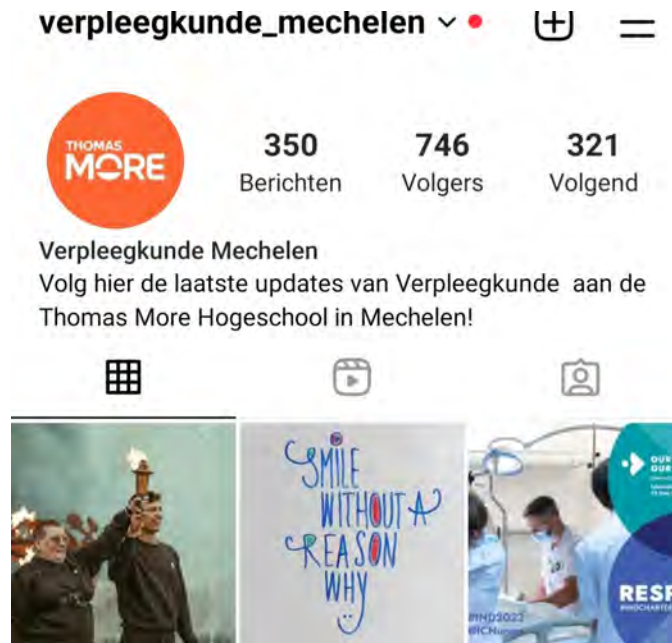 verpleegkunde_mechelen
THOMAS
MORE
350
746
321
Berichten
Volgers
Volgend
Verpleegkunde Mechelen
Volg hier de laatste updates van Verpleegkunde aan de
Thomas More Hogeschool in Mechelen!
SMILE
WITHOUT A
REASON
WHY
#IND2022